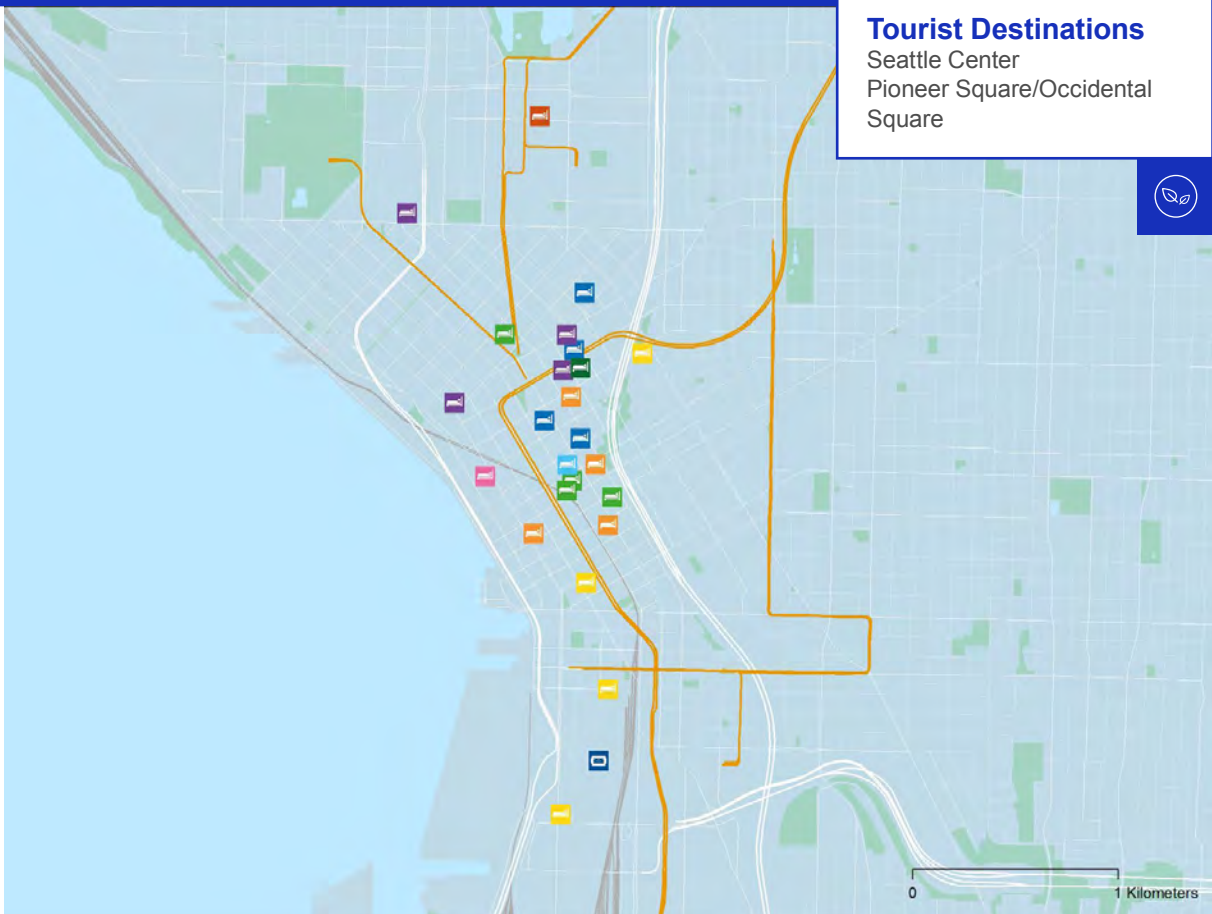 Tourist Destinations
Seattle Center
Pioneer Square/Occidental
Square
0 1 Kilometers